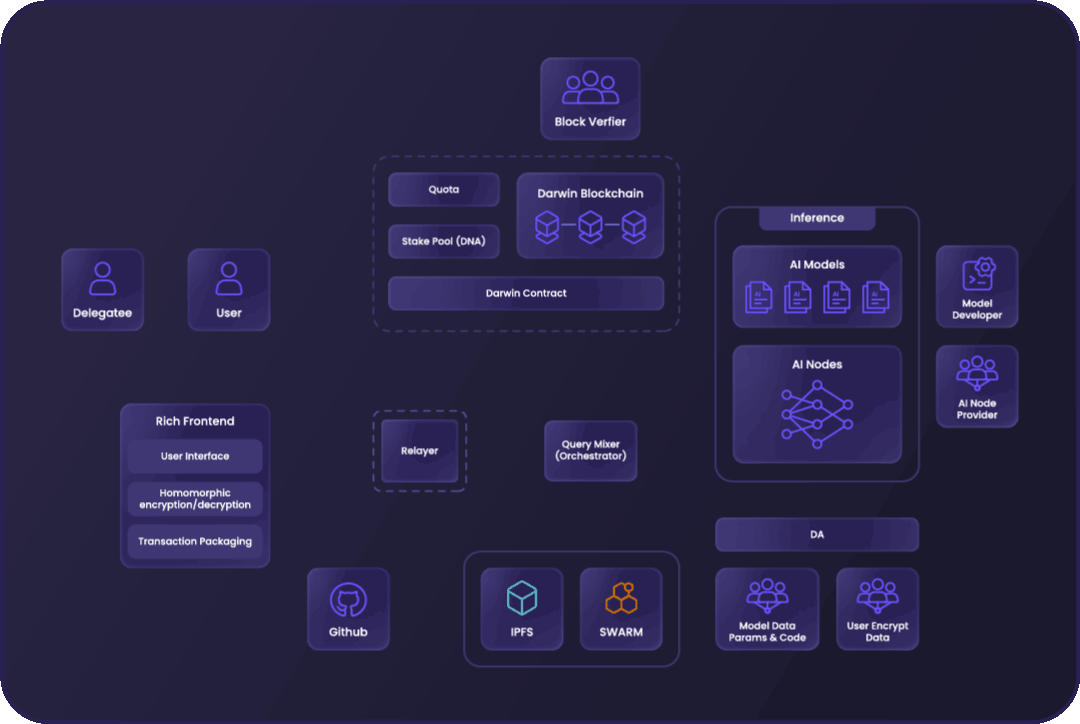 Block Verfier
Quota
Darwin Blockchain
Stake Pool (DNA)
Darwin Contract
Delegatee
User
Inference
AI Models
AI
AI
AI
AI
AI Nodes
Model
Developer
AI Node
Provider
Rich Frontend
User Interface
Homomorphic
encryption/decryption
Transaction Packaging
Relayer
Query Mixer
(Orchestrator)
DA
Github
IPFS
SWARM
Model Data
Params & Code
User Encrypt
Data